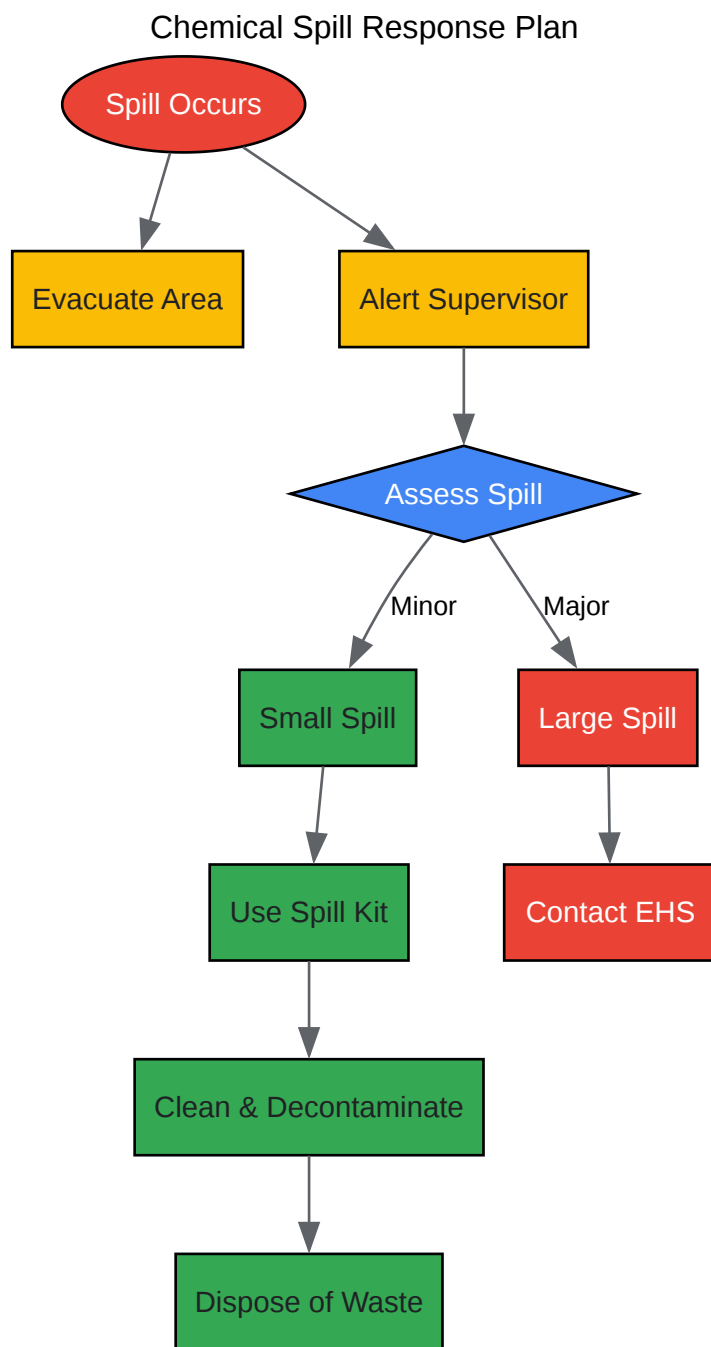 Chemical Spill Response Plan
Spill Occurs
Evacuate Area
Alert Supervisor
Assess Spill
Minor
Major
Small Spill
Large Spill
Use Spill Kit
Contact EHS
Clean & Decontaminate
Dispose of Waste